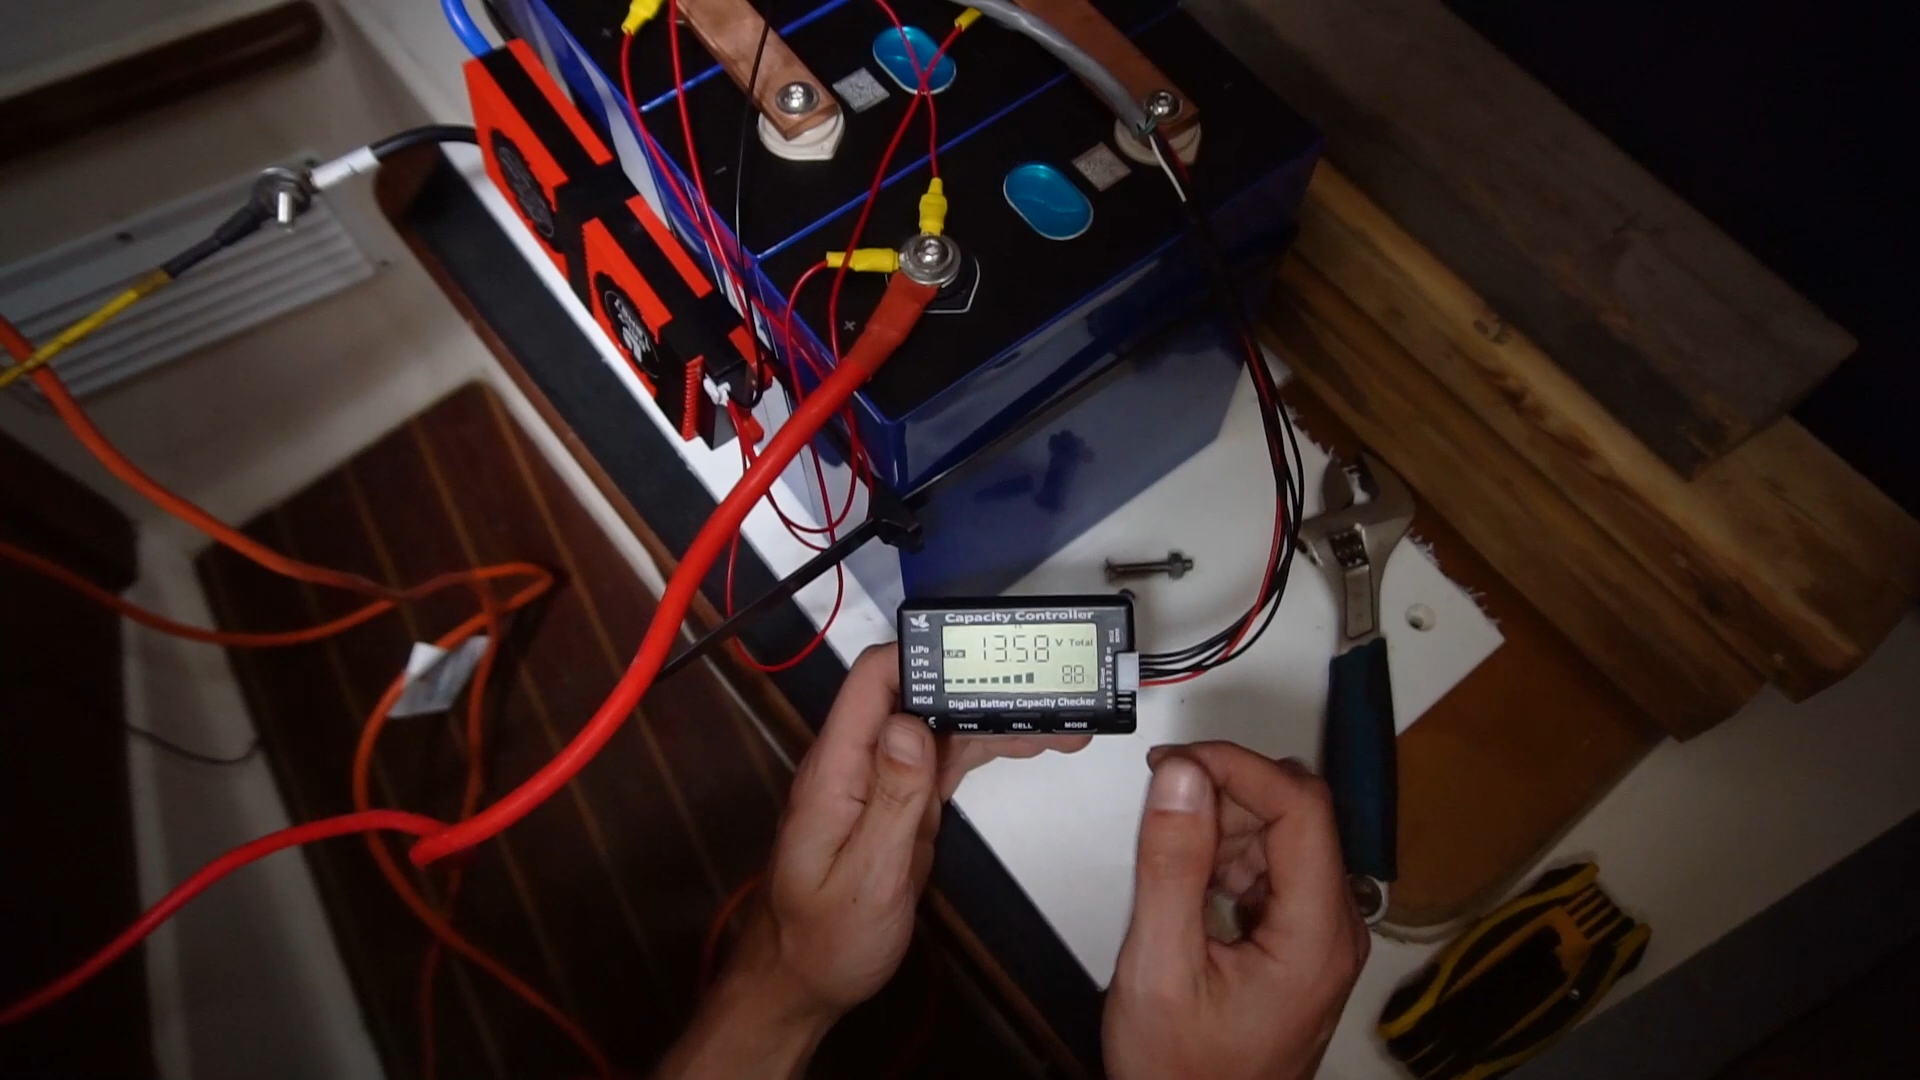 Capacity Controller
LiPo
LiFe
Li-Ion
NiMH
NiCd
LiFe
13.58 V Total
88%
Digital Battery Capacity Checker
TYPE
CELL
MODE